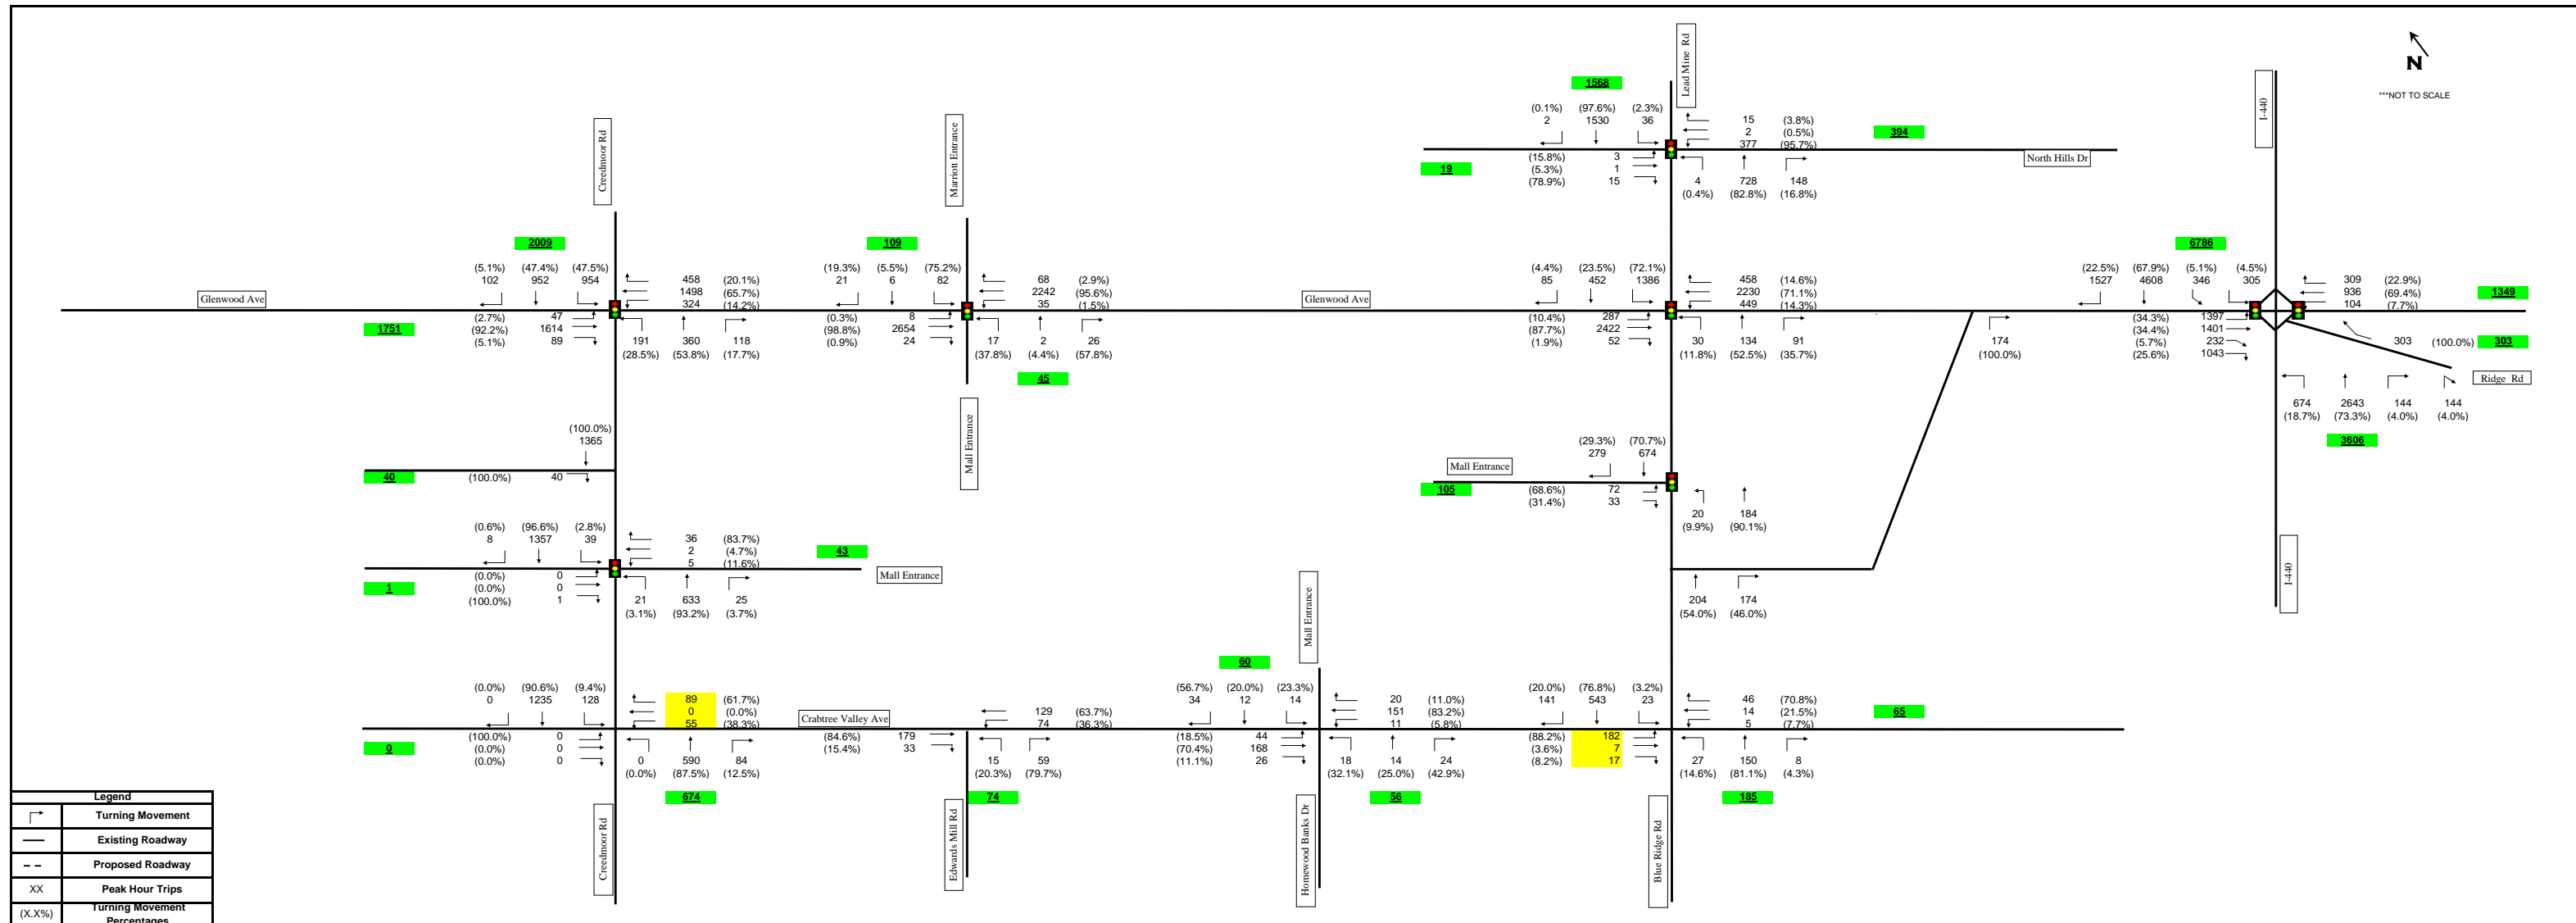 Lead Mine Rd
N
***NOT TO SCALE
I-440
1568
(0.1%) (97.6%) (2.3%)
2 1530 36
15 (3.8%)
2 (0.5%)
377 (95.7%)
394
North Hills Dr
19
(15.8%) 3
(5.3%) 1
(78.9%) 15
4 728 148
(0.4%) (82.8%) (16.8%)
Creedmoor Rd
Marriott Entrance
2009
(5.1%) (47.4%) (47.5%)
102 952 954
458 (20.1%)
1498 (65.7%)
324 (14.2%)
Glenwood Ave
1751
(2.7%) 47
(92.2%) 1614
(5.1%) 89
191 360 118
(28.5%) (53.8%) (17.7%)
109
(19.3%) (5.5%) (75.2%)
21 6 82
68 (2.9%)
2242 (95.6%)
35 (1.5%)
(0.3%) 8
(98.8%) 2654
(0.9%) 24
17 2 26
(37.8%) (4.4%) (57.8%)
45
Mall Entrance
Glenwood Ave
(4.4%) (23.5%) (72.1%)
85 452 1386
458 (14.6%)
2230 (71.1%)
449 (14.3%)
(10.4%) 287
(87.7%) 2422
(1.9%) 52
30 134 91
(11.8%) (52.5%) (35.7%)
174
(100.0%)
6786
(22.5%) (67.9%) (5.1%) (4.5%)
1527 4608 346 305
309 (22.9%)
936 (69.4%)
104 (7.7%)
1349
(34.3%) 1397
(34.4%) 1401
(5.7%) 232
(25.6%) 1043
303 (100.0%) 303
Ridge Rd
674 2643 144 144
(18.7%) (73.3%) (4.0%) (4.0%)
3606
I-440
(100.0%)
1365
40 (100.0%) 40
(0.6%) (96.6%) (2.8%)
8 1357 39
36 (83.7%)
2 (4.7%)
5 (11.6%)
43
Mall Entrance
1
(0.0%) 0
(0.0%) 0
(100.0%) 1
21 633 25
(3.1%) (93.2%) (3.7%)
(29.3%) (70.7%)
279 674
Mall Entrance
105
(68.6%) 72
(31.4%) 33
20 184
(9.9%) (90.1%)
204 174
(54.0%) (46.0%)
(0.0%) (90.6%) (9.4%)
0 1235 128
89 (61.7%)
0 (0.0%)
55 (38.3%)
0
(100.0%) 0
(0.0%) 0
(0.0%) 0
0 590 84
(0.0%) (87.5%) (12.5%)
674
Creedmoor Rd
Crabtree Valley Ave
129 (63.7%)
74 (36.3%)
(84.6%) 179
(15.4%) 33
15 59
(20.3%) (79.7%)
74
Edwards Mill Rd
Mall Entrance
60
(56.7%) (20.0%) (23.3%)
34 12 14
20 (11.0%)
151 (83.2%)
11 (5.8%)
(18.5%) 44
(70.4%) 168
(11.1%) 26
18 14 24
(32.1%) (25.0%) (42.9%)
56
Homewood Banks Dr
(20.0%) (76.8%) (3.2%)
141 543 23
46 (70.8%)
14 (21.5%)
5 (7.7%)
65
(88.2%) 182
(3.6%) 7
(8.2%) 17
27 150 8
(14.6%) (81.1%) (4.3%)
185
Blue Ridge Rd
Legend
Turning Movement
Existing Roadway
Proposed Roadway
XX Peak Hour Trips
(X.X%) Turning Movement
Percentages